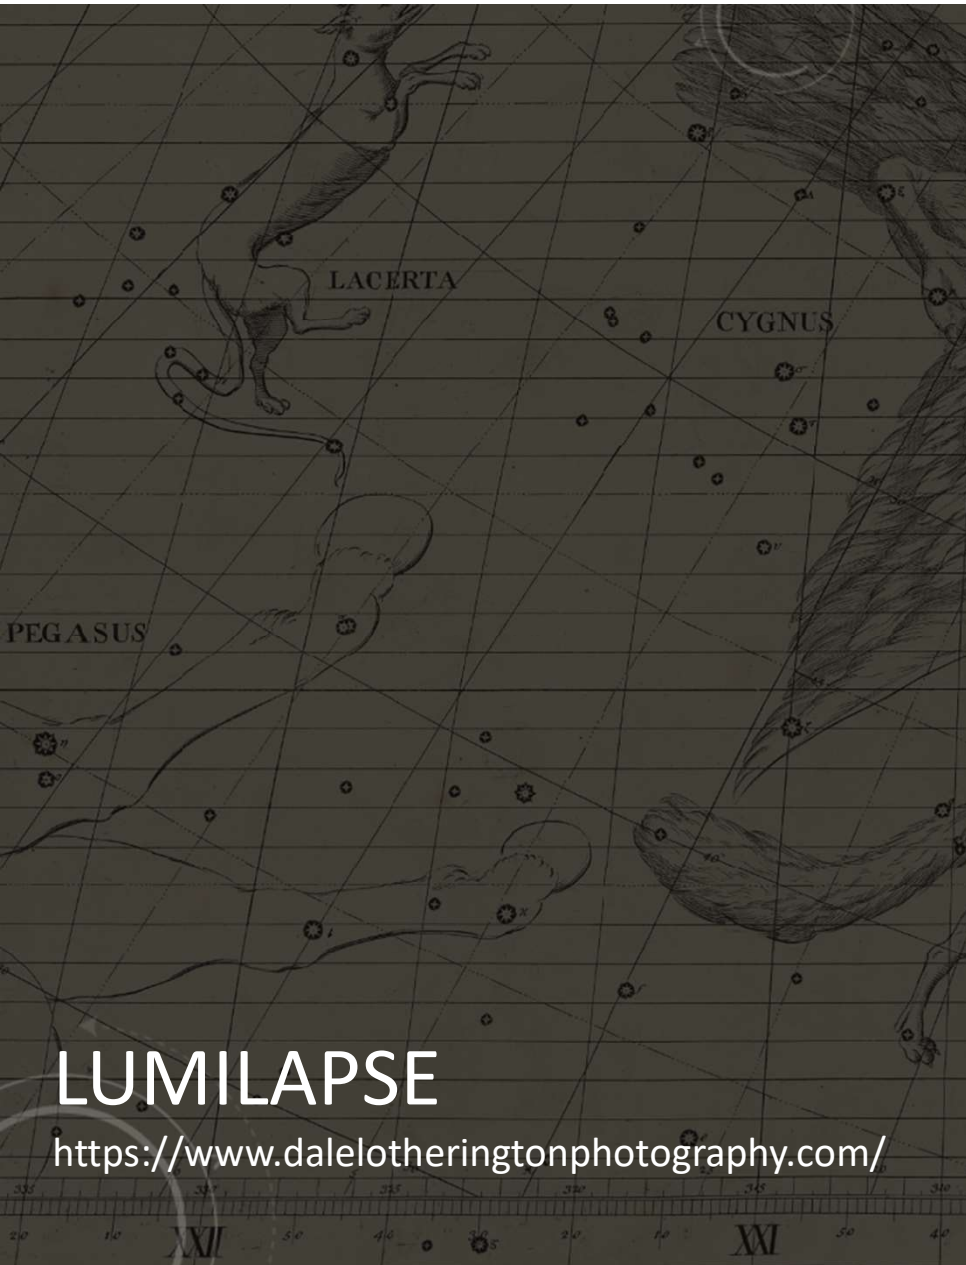 LACERTA
CYGNUS
PEGASUS
LUMILAPSE
https://www.dalelotheringtonphotography.com/
XXII
XXI